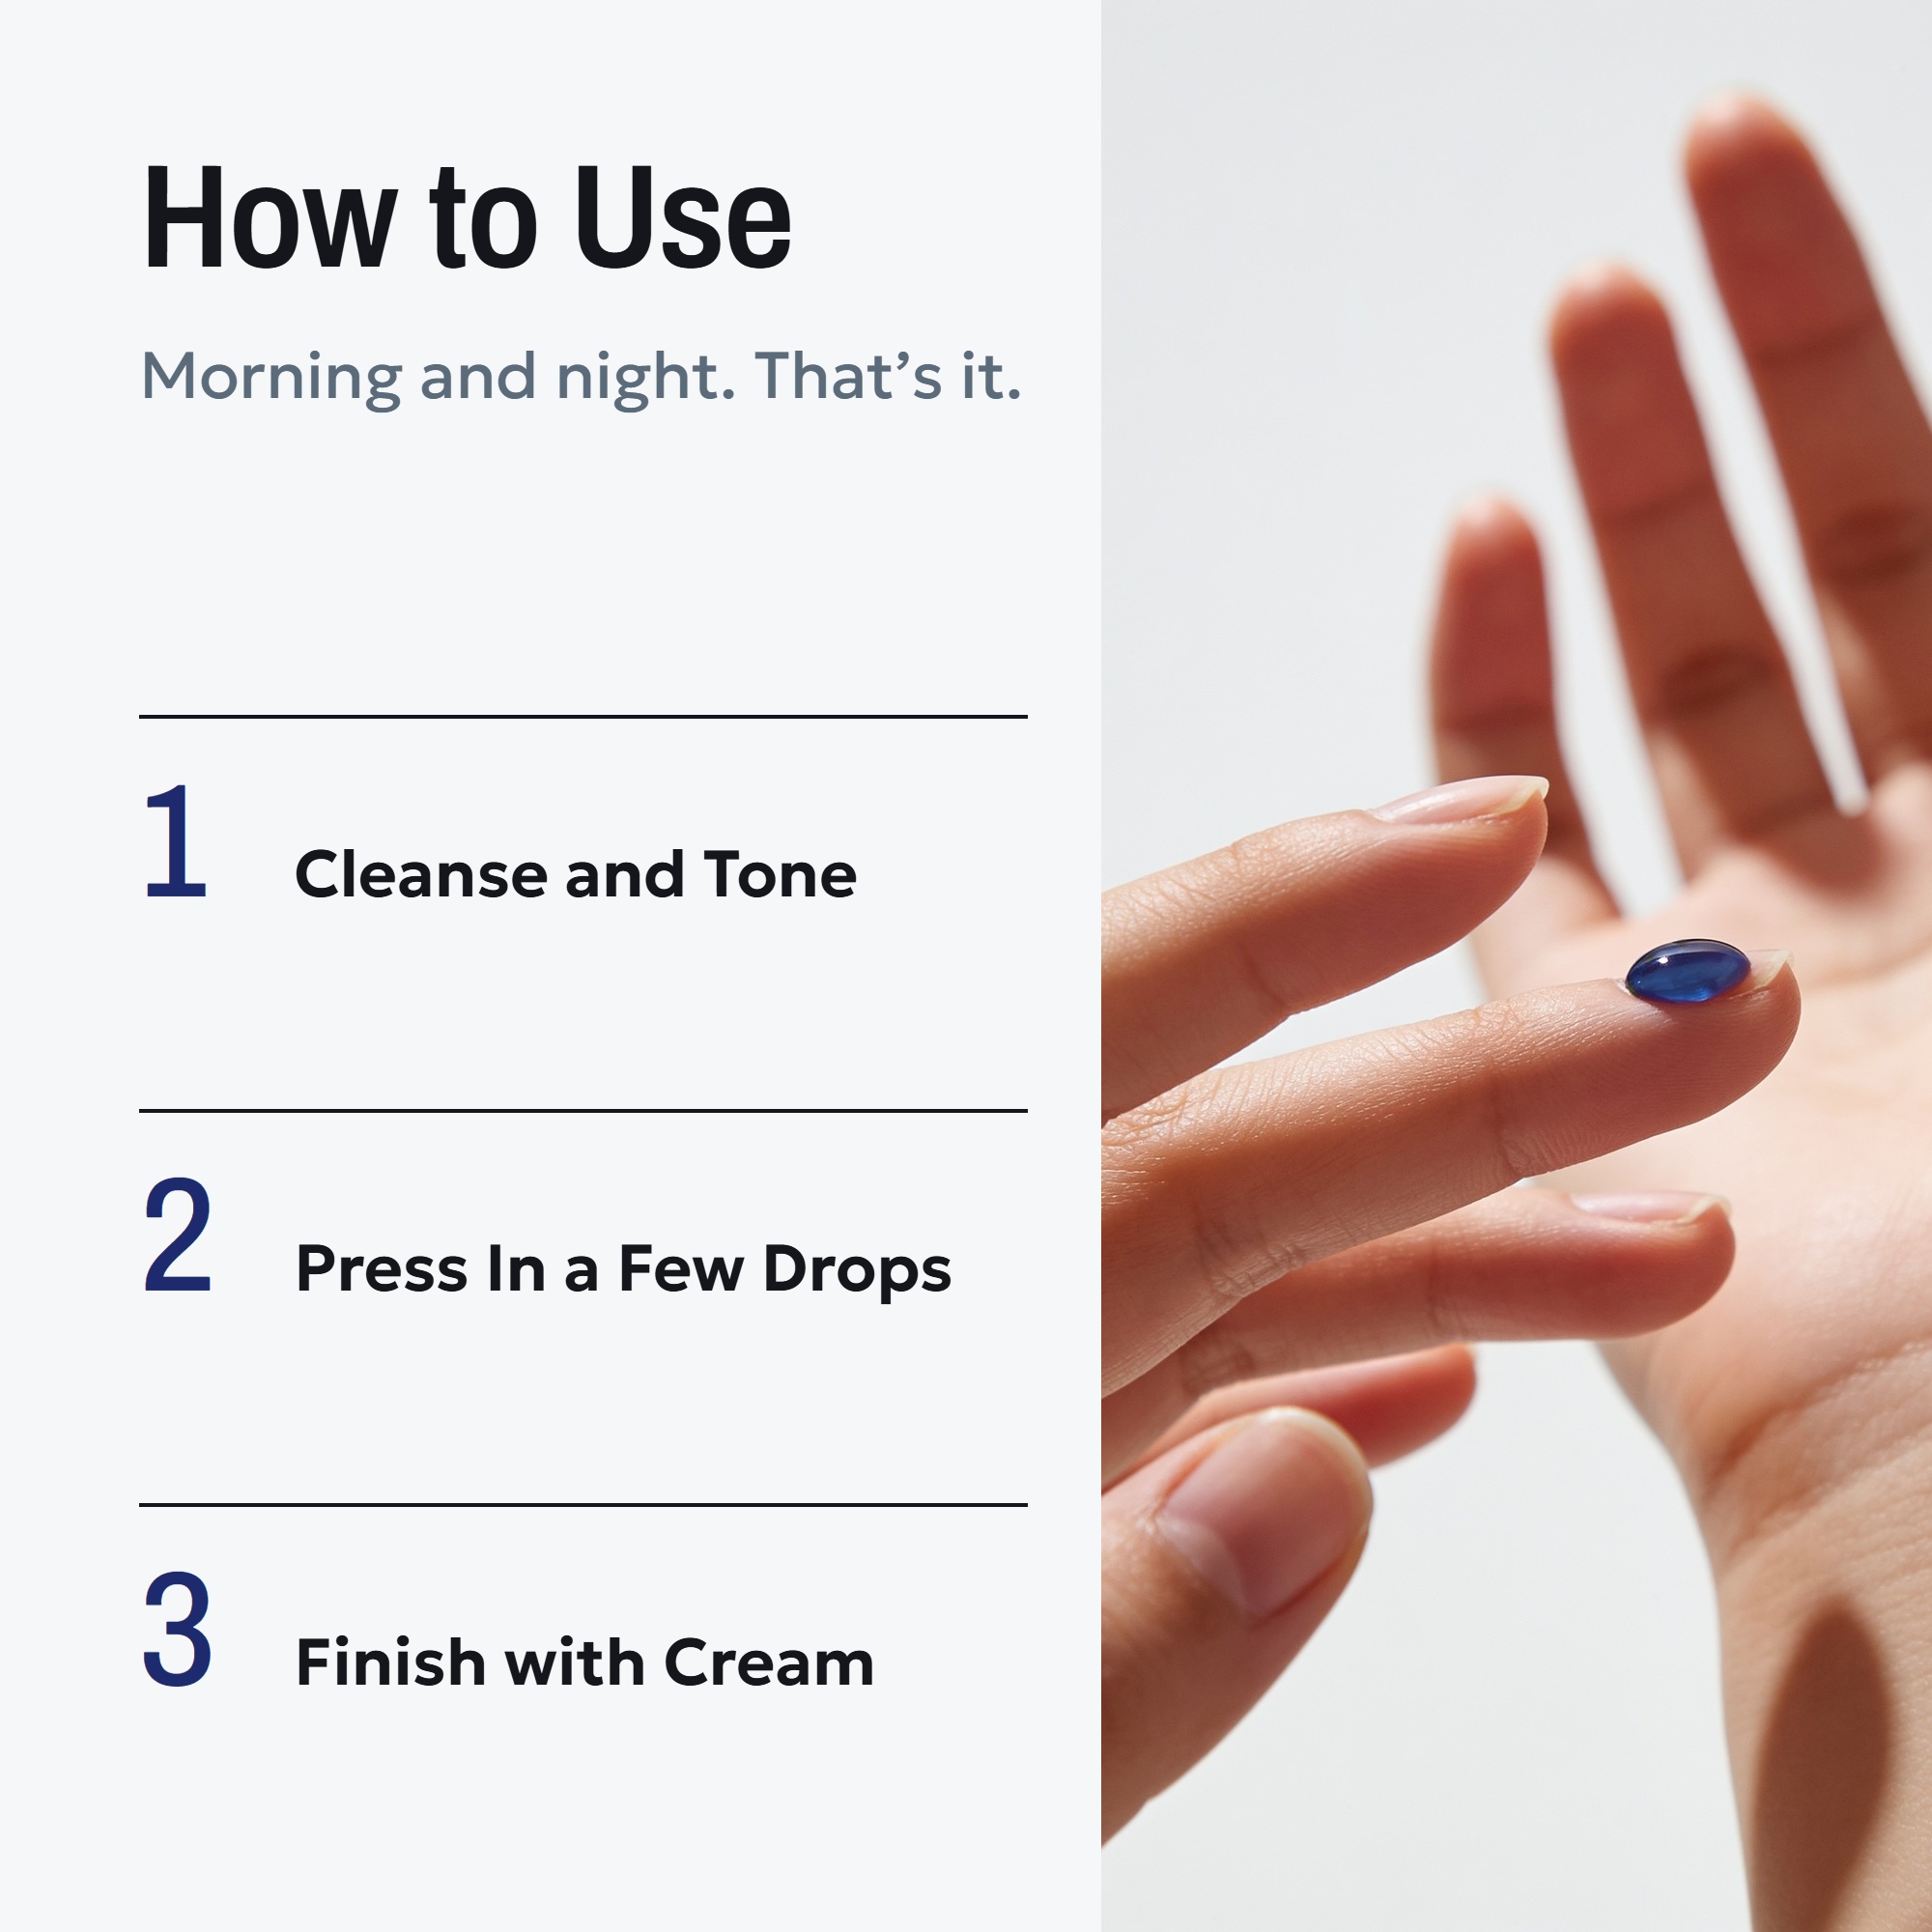 How to Use
Morning and night. That’s it.
1 Cleanse and Tone
2 Press In a Few Drops
3 Finish with Cream